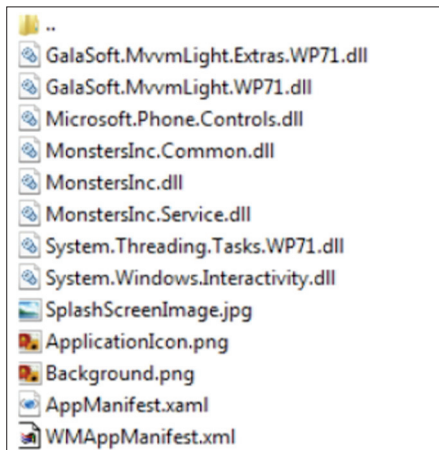 ..
GalaSoft.MvvmLight.Extras.WP71.dll
GalaSoft.MvvmLight.WP71.dll
Microsoft.Phone.Controls.dll
MonstersInc.Common.dll
MonstersInc.dll
MonstersInc.Service.dll
System.Threading.Tasks.WP71.dll
System.Windows.Interactivity.dll
SplashScreenImage.jpg
ApplicationIcon.png
Background.png
AppManifest.xaml
WMAppManifest.xml